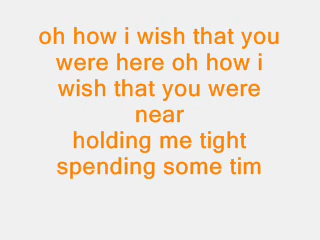 oh how i wish that you
were here oh how i
wish that you were
near
holding me tight
spending some tim